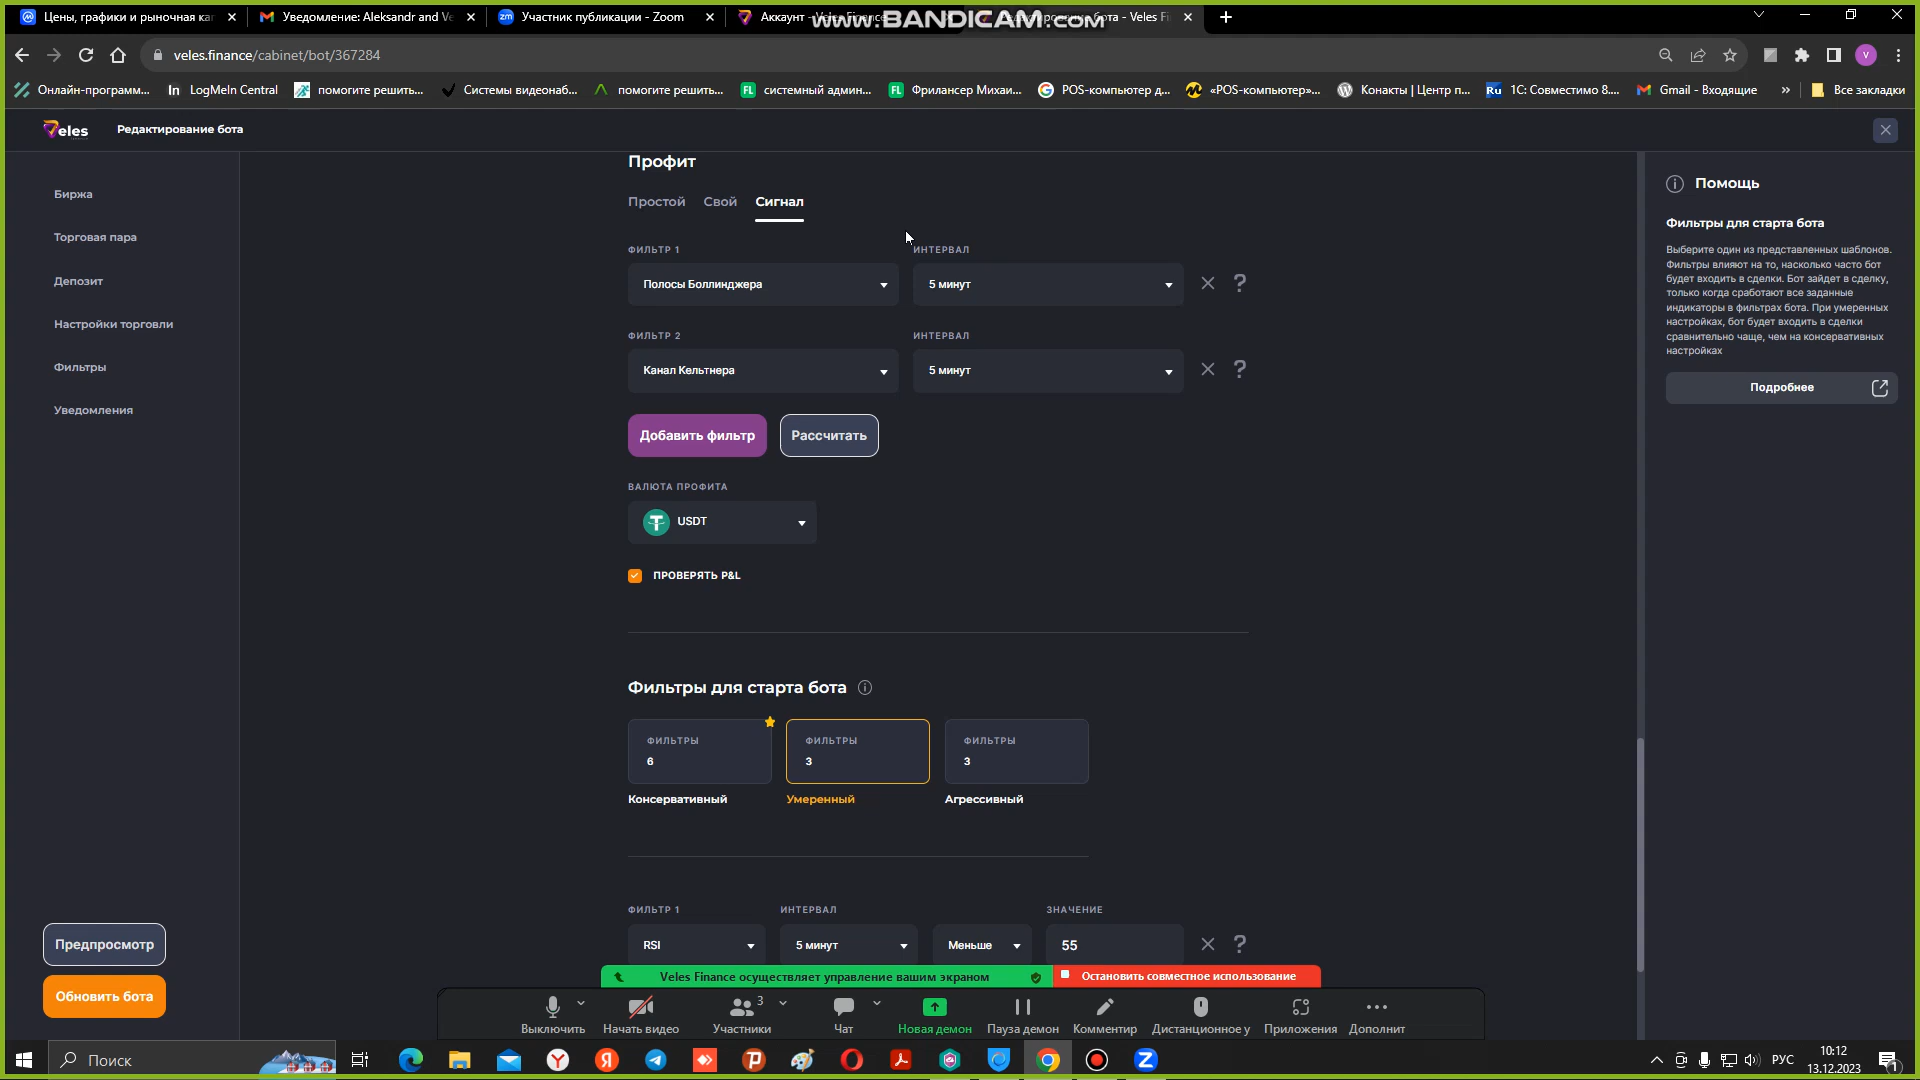 Цены, графики и рыночная ка
Уведомление: Aleksandr and Ve
Участник публикации - Zoom
Аккаунт - Veles Finance
www.BANDICAM.com
бота - Veles Fi
veles.finance/cabinet/bot/367284
V
Онлайн-программ...
In LogMeIn Central
помогите решить...
Системы видеонаб...
помогите решить...
FL системный админ...
FL Фрилансер Михаи...
POS-компьютер д...
«POS-компьютер»...
Конакты | Центр п...
Ru 1С: Совместимо 8....
Gmail - Входящие
»
Все закладки
Veles
Редактирование бота
Биржа
Торговая пара
Депозит
Настройки торговли
Фильтры
Уведомления
Предпросмотр
Обновить бота
Профит
Простой Свой Сигнал
ФИЛЬТР 1 ИНТЕРВАЛ
Полосы Боллинджера 5 минут ?
ФИЛЬТР 2 ИНТЕРВАЛ
Канал Кельтнера 5 минут ?
Добавить фильтр Рассчитать
ВАЛЮТА ПРОФИТА
USDT
ПРОВЕРЯТЬ P&L
Фильтры для старта бота
ФИЛЬТРЫ ФИЛЬТРЫ ФИЛЬТРЫ
6 3 3
Консервативный Умеренный Агрессивный
ФИЛЬТР 1 ИНТЕРВАЛ ЗНАЧЕНИЕ
RSI 5 минут Меньше 55 ?
Помощь
Фильтры для старта бота
Выберите один из представленных шаблонов.
Фильтры влияют на то, насколько часто бот
будет входить в сделки. Бот зайдет в сделку,
только когда сработают все заданные
индикаторы в фильтрах бота. При умеренных
настройках, бот будет входить в сделки
сравнительно чаще, чем на консервативных
настройках
Подробнее
Veles Finance осуществляет управление вашим экраном
Остановить совместное использование
3
Выключить Начать видео Участники Чат Новая демон Пауза демон Комментир Дистанционное у Приложения Дополнит
Поиск
РУС
10:12
13.12.2023
1